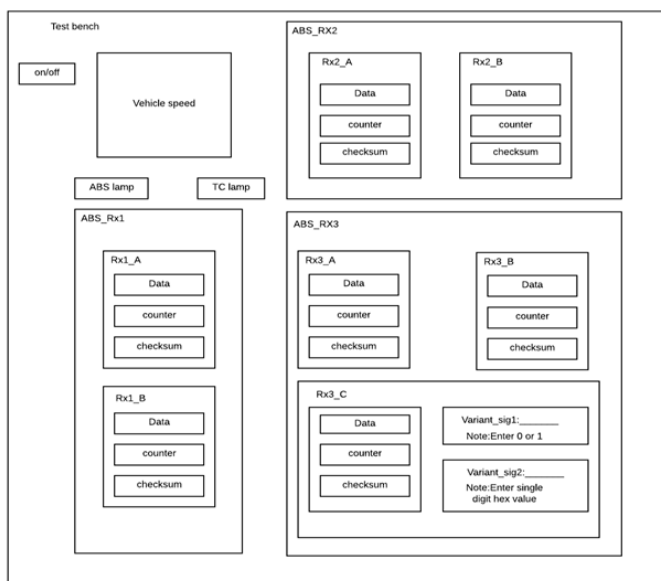 Test bench
on/off
Vehicle speed
ABS lamp
TC lamp
ABS_RX2
Rx2_A
Data
counter
checksum
Rx2_B
Data
counter
checksum
ABS_Rx1
Rx1_A
Data
counter
checksum
Rx1_B
Data
counter
checksum
ABS_RX3
Rx3_A
Data
counter
checksum
Rx3_B
Data
counter
checksum
Rx3_C
Data
counter
checksum
Variant_sig1:_______
Note:Enter 0 or 1
Variant_sig2:_______
Note:Enter single
digit hex value